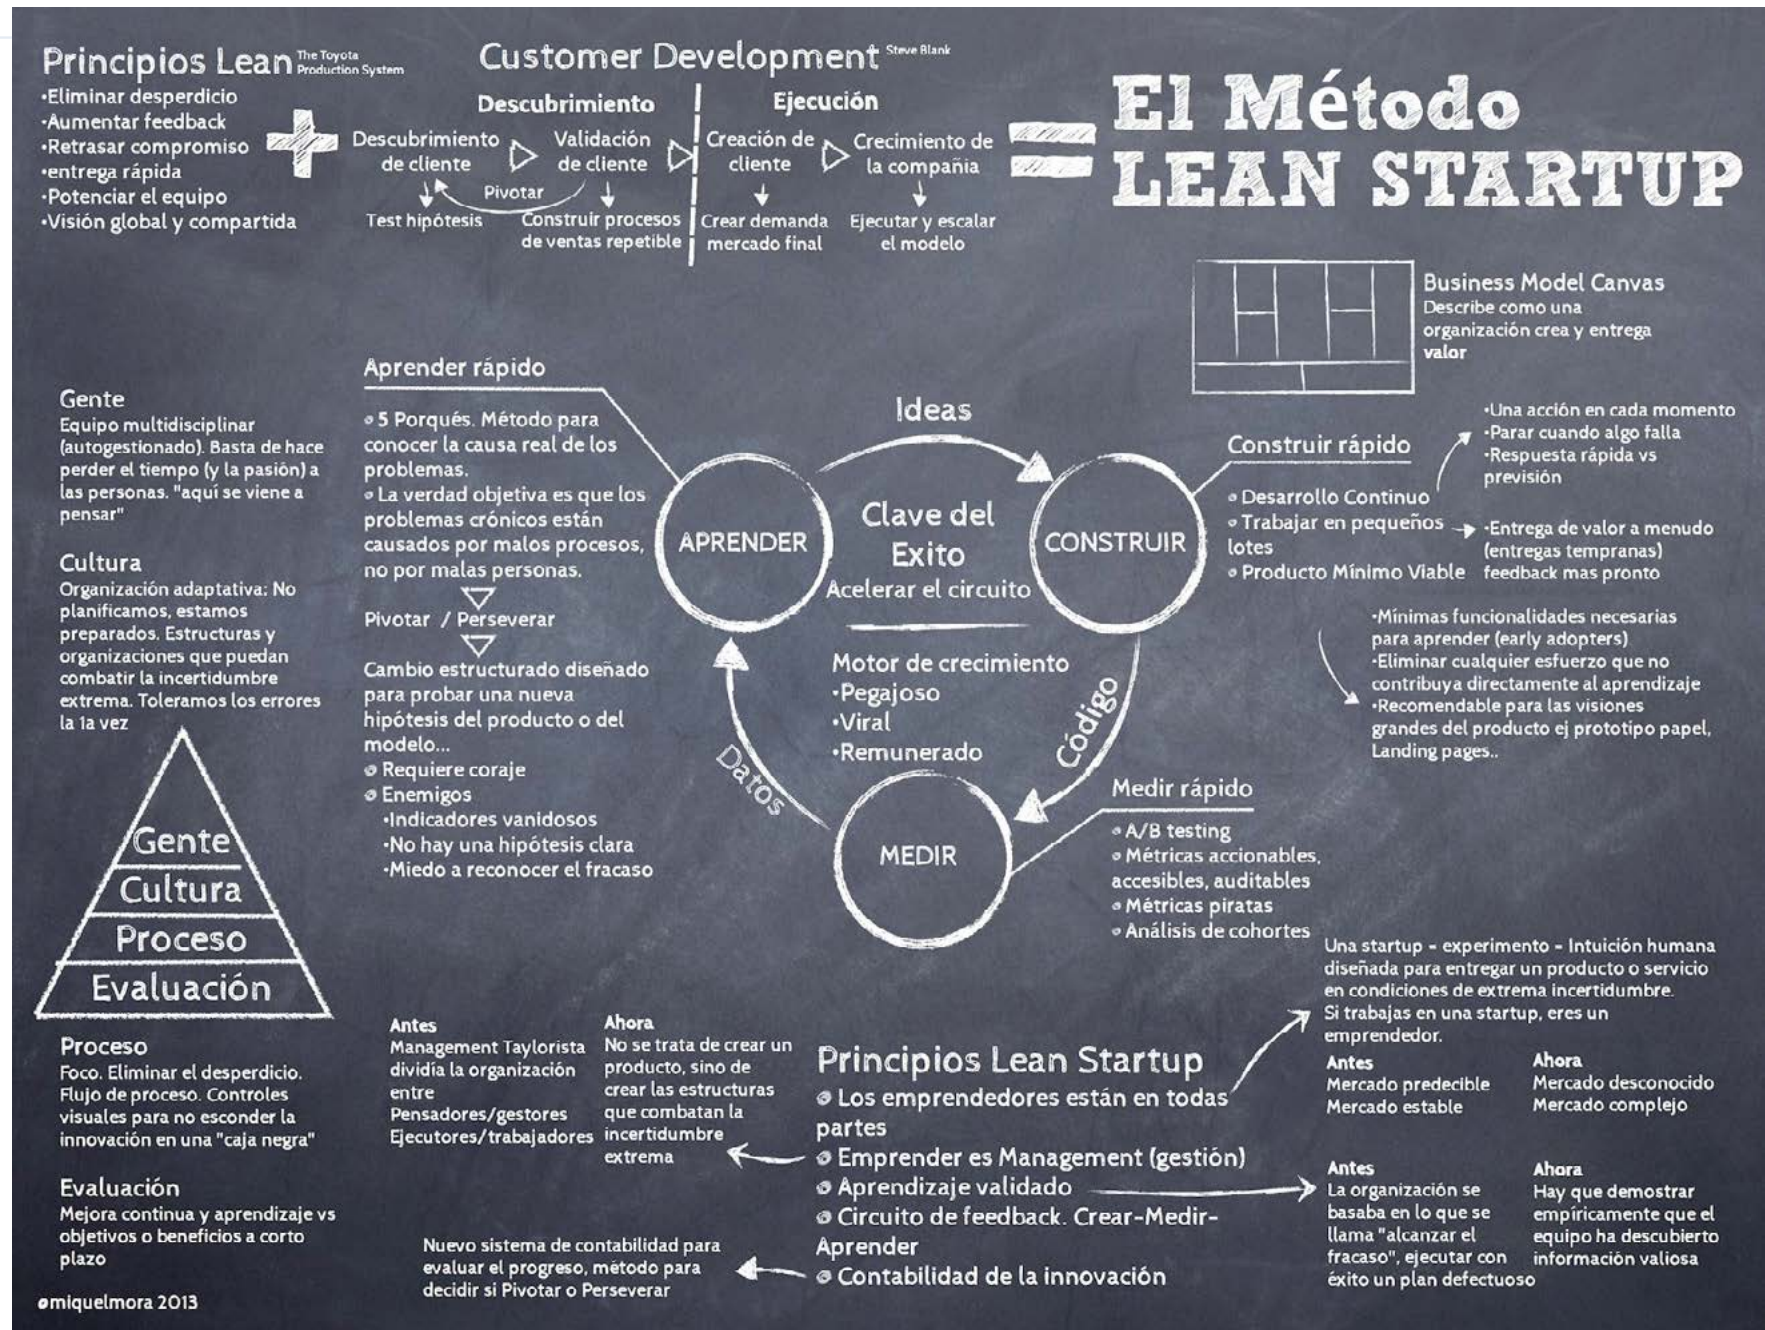 Principios Lean The Toyota
Production System
•Eliminar desperdicio
•Aumentar feedback
•Retrasar compromiso
•entrega rápida
•Potenciar el equipo
•Visión global y compartida
Customer Development Steve Blank
Descubrimiento
Ejecución
Descubrimiento
de cliente
Validación
de cliente
Creación de
cliente
Crecimiento de
la compañia
Pivotar
Test hipótesis
Construir procesos
de ventas repetible
Crear demanda
mercado final
Ejecutar y escalar
el modelo
El Método
LEAN STARTUP
Business Model Canvas
Describe como una
organización crea y entrega
valor
Gente
Equipo multidisciplinar
(autogestionado). Basta de hace
perder el tiempo (y la pasión) a
las personas. "aquí se viene a
pensar"
Cultura
Organización adaptativa: No
planificamos, estamos
preparados. Estructuras y
organizaciones que puedan
combatir la incertidumbre
extrema. Toleramos los errores
la 1a vez
Gente
Cultura
Proceso
Evaluación
Proceso
Foco. Eliminar el desperdicio.
Flujo de proceso. Controles
visuales para no esconder la
innovación en una "caja negra"
Evaluación
Mejora continua y aprendizaje vs
objetivos o beneficios a corto
plazo
@miquelmora 2013
Aprender rápido
5 Porqués. Método para
conocer la causa real de los
problemas.
La verdad objetiva es que los
problemas crónicos están
causados por malos procesos,
no por malas personas.
Pivotar / Perseverar
Cambio estructurado diseñado
para probar una nueva
hipótesis del producto o del
modelo...
Requiere coraje
Enemigos
•Indicadores vanidosos
•No hay una hipótesis clara
•Miedo a reconocer el fracaso
Ideas
APRENDER
Clave del
Exito
Acelerar el circuito
CONSTRUIR
Motor de crecimiento
•Pegajoso
•Viral
•Remunerado
Código
Datos
MEDIR
Construir rápido
Desarrollo Continuo
Trabajar en pequeños
lotes
Producto Mínimo Viable
•Una acción en cada momento
•Parar cuando algo falla
•Respuesta rápida vs
previsión
•Entrega de valor a menudo
(entregas tempranas)
feedback mas pronto
•Mínimas funcionalidades necesarias
para aprender (early adopters)
•Eliminar cualquier esfuerzo que no
contribuya directamente al aprendizaje
•Recomendable para las visiones
grandes del producto ej prototipo papel,
Landing pages..
Medir rápido
A/B testing
Métricas accionables,
accesibles, auditables
Métricas piratas
Análisis de cohortes
Antes
Management Taylorista
dividía la organización
entre
Pensadores/gestores
Ejecutores/trabajadores
Ahora
No se trata de crear un
producto, sino de
crear las estructuras
que combatan la
incertidumbre
extrema
Principios Lean Startup
Los emprendedores están en todas
partes
Emprender es Management (gestión)
Aprendizaje validado
Circuito de feedback. Crear-Medir-
Aprender
Contabilidad de la innovación
Nuevo sistema de contabilidad para
evaluar el progreso, método para
decidir si Pivotar o Perseverar
Una startup - experimento - Intuición humana
diseñada para entregar un producto o servicio
en condiciones de extrema incertidumbre.
Si trabajas en una startup, eres un
emprendedor.
Antes
Mercado predecible
Mercado estable
Ahora
Mercado desconocido
Mercado complejo
Antes
La organización se
basaba en lo que se
llama "alcanzar el
fracaso", ejecutar con
éxito un plan defectuoso
Ahora
Hay que demostrar
empíricamente que el
equipo ha descubierto
información valiosa